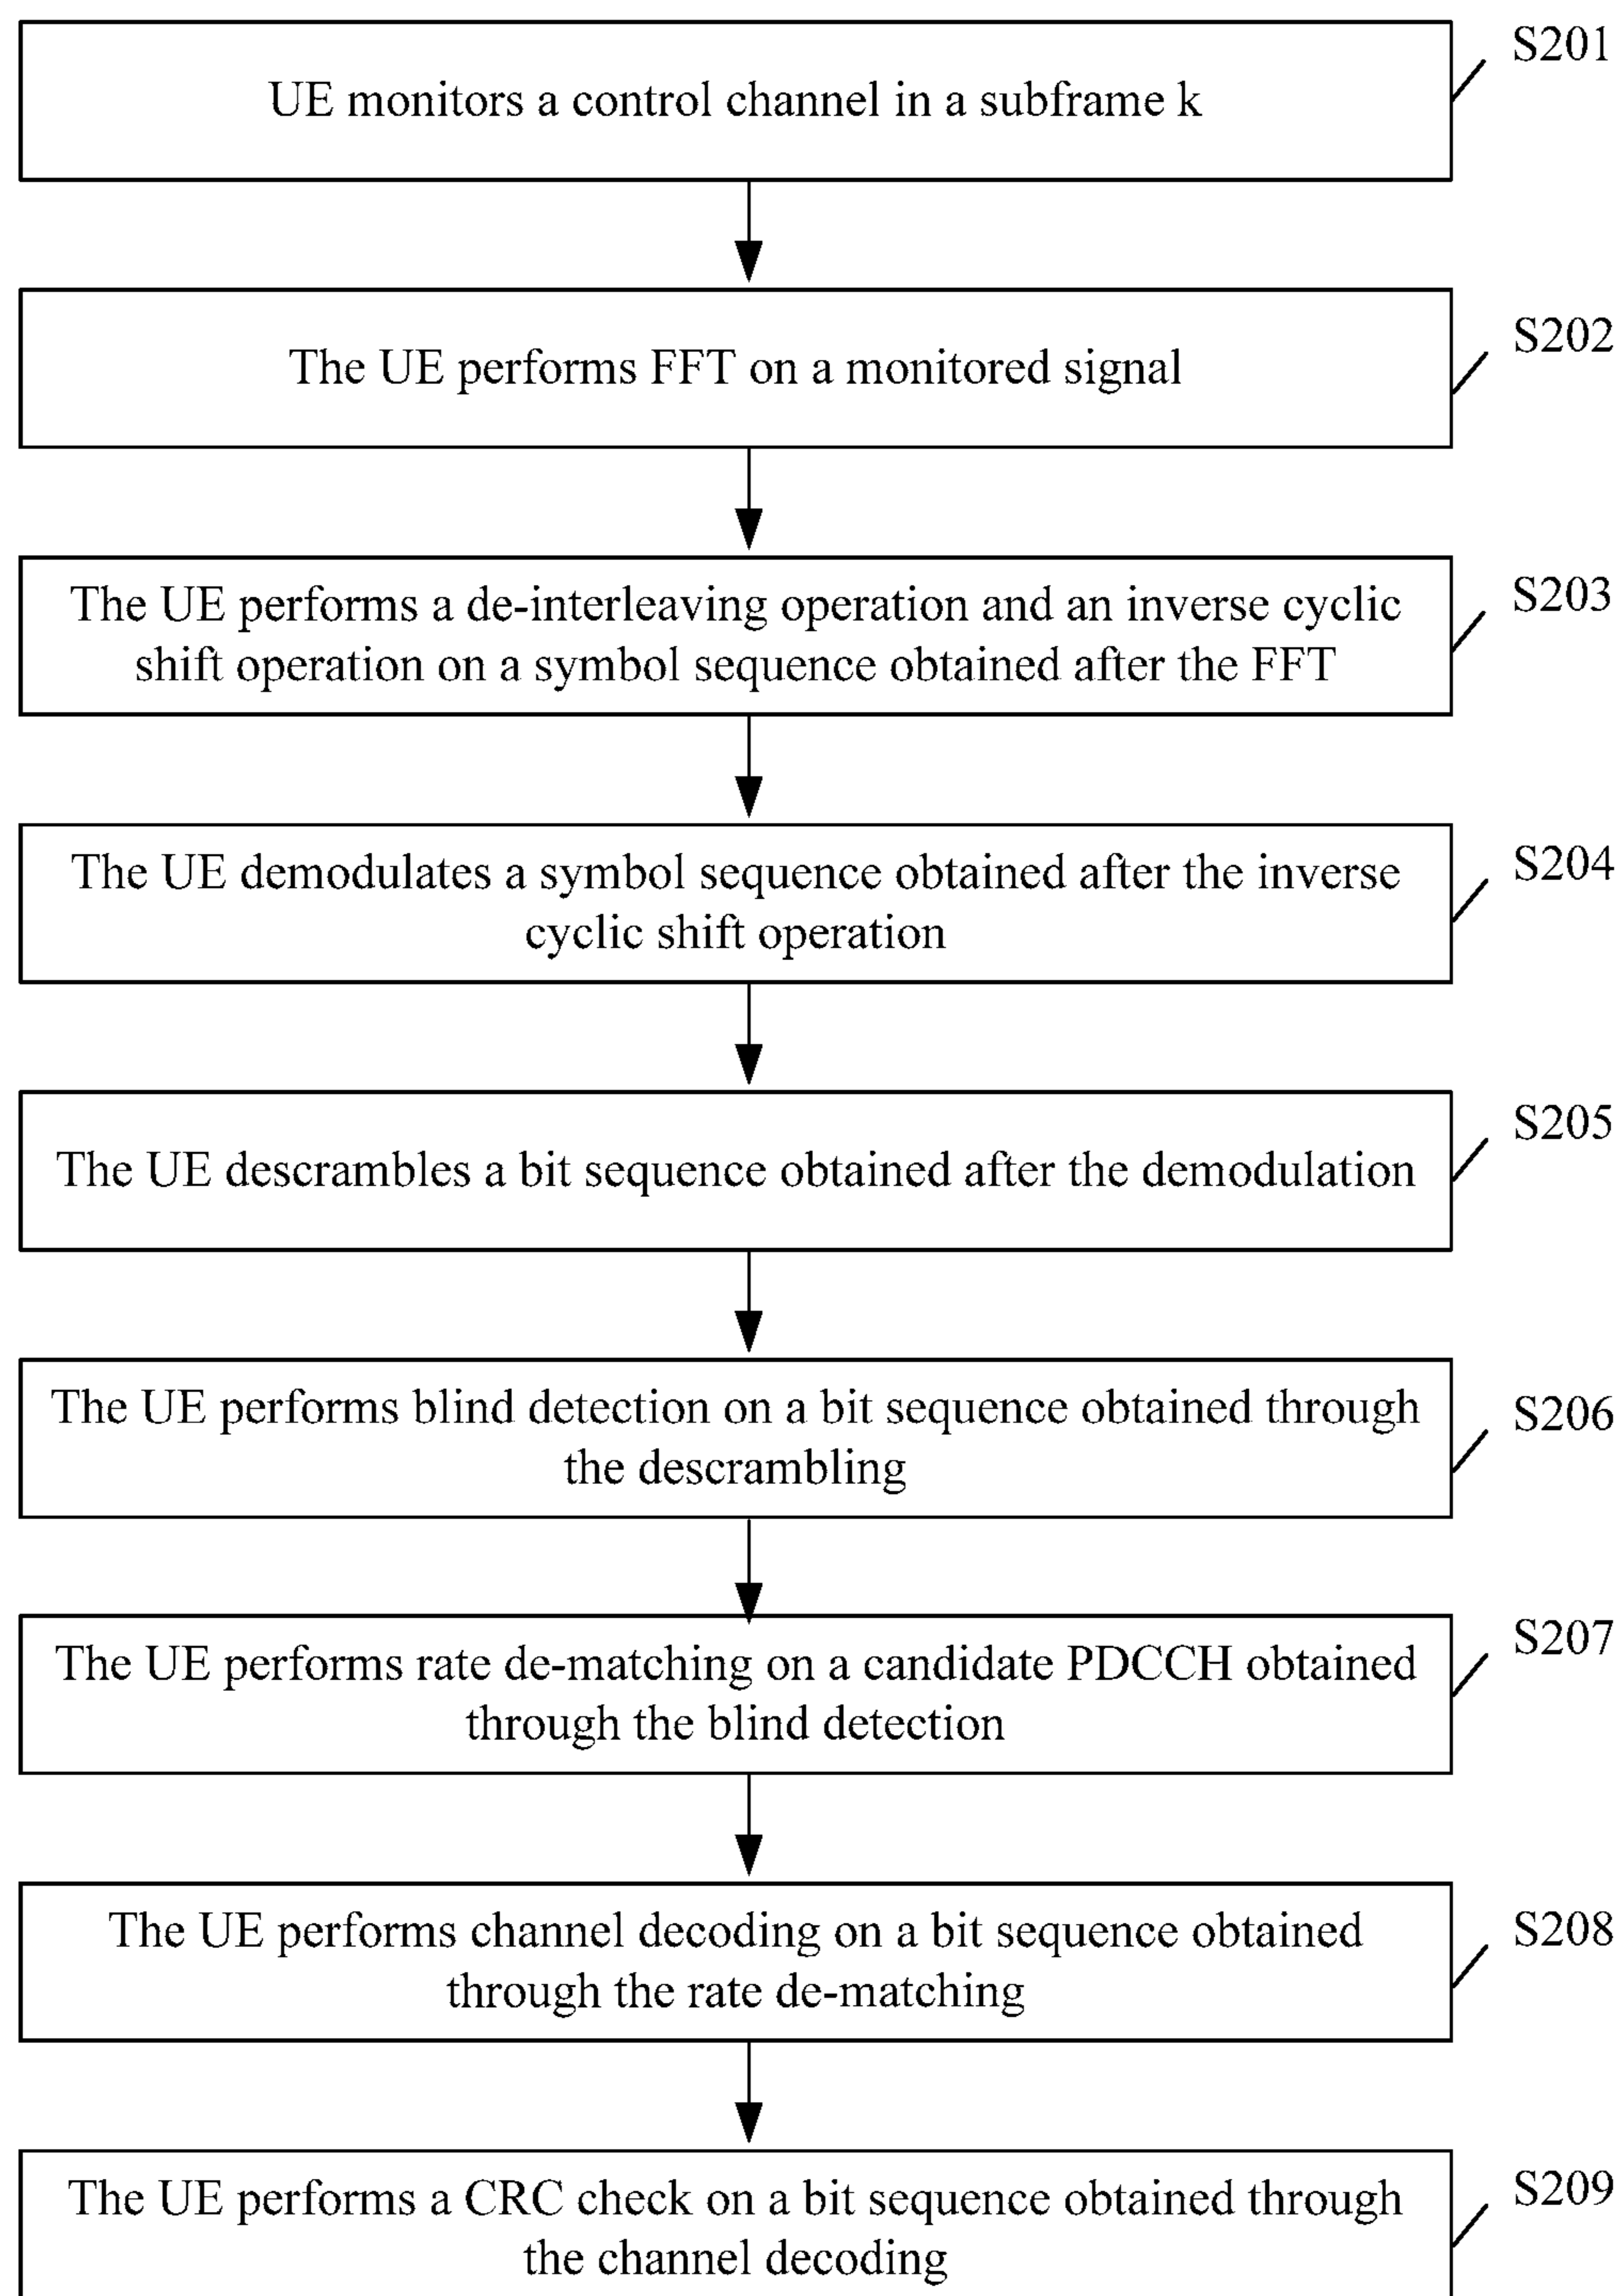 S201
UE monitors a control channel in a subframe k
S202
The UE performs FFT on a monitored signal
S203
The UE performs a de-interleaving operation and an inverse cyclic
shift operation on a symbol sequence obtained after the FFT
S204
The UE demodulates a symbol sequence obtained after the inverse
cyclic shift operation
S205
The UE descrambles a bit sequence obtained after the demodulation
S206
The UE performs blind detection on a bit sequence obtained through
the descrambling
S207
The UE performs rate de-matching on a candidate PDCCH obtained
through the blind detection
S208
The UE performs channel decoding on a bit sequence obtained
through the rate de-matching
S209
The UE performs a CRC check on a bit sequence obtained through
the channel decoding